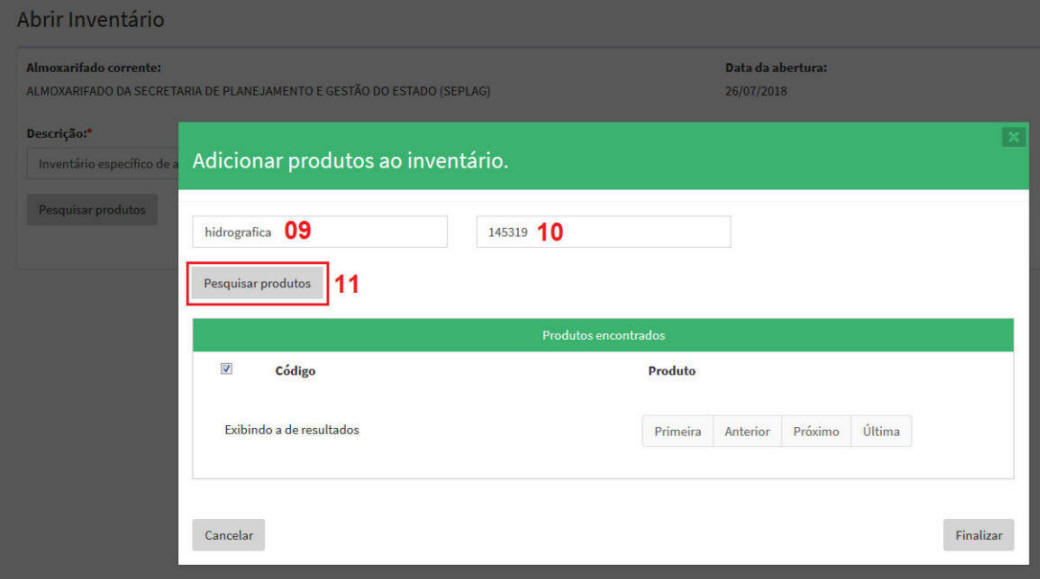 Abrir Inventário
Almoxarifado corrente: Data da abertura:
ALMOXARIFADO DA SECRETARIA DE PLANEJAMENTO E GESTÃO DO ESTADO (SEPLAG) 26/07/2018
Descrição:*
Inventário específico de a
Pesquisar produtos
Adicionar produtos ao inventário.
hidrografica 09 145319 10
Pesquisar produtos 11
Produtos encontrados
Código Produto
Exibindo a de resultados Primeira Anterior Próximo Última
Cancelar Finalizar